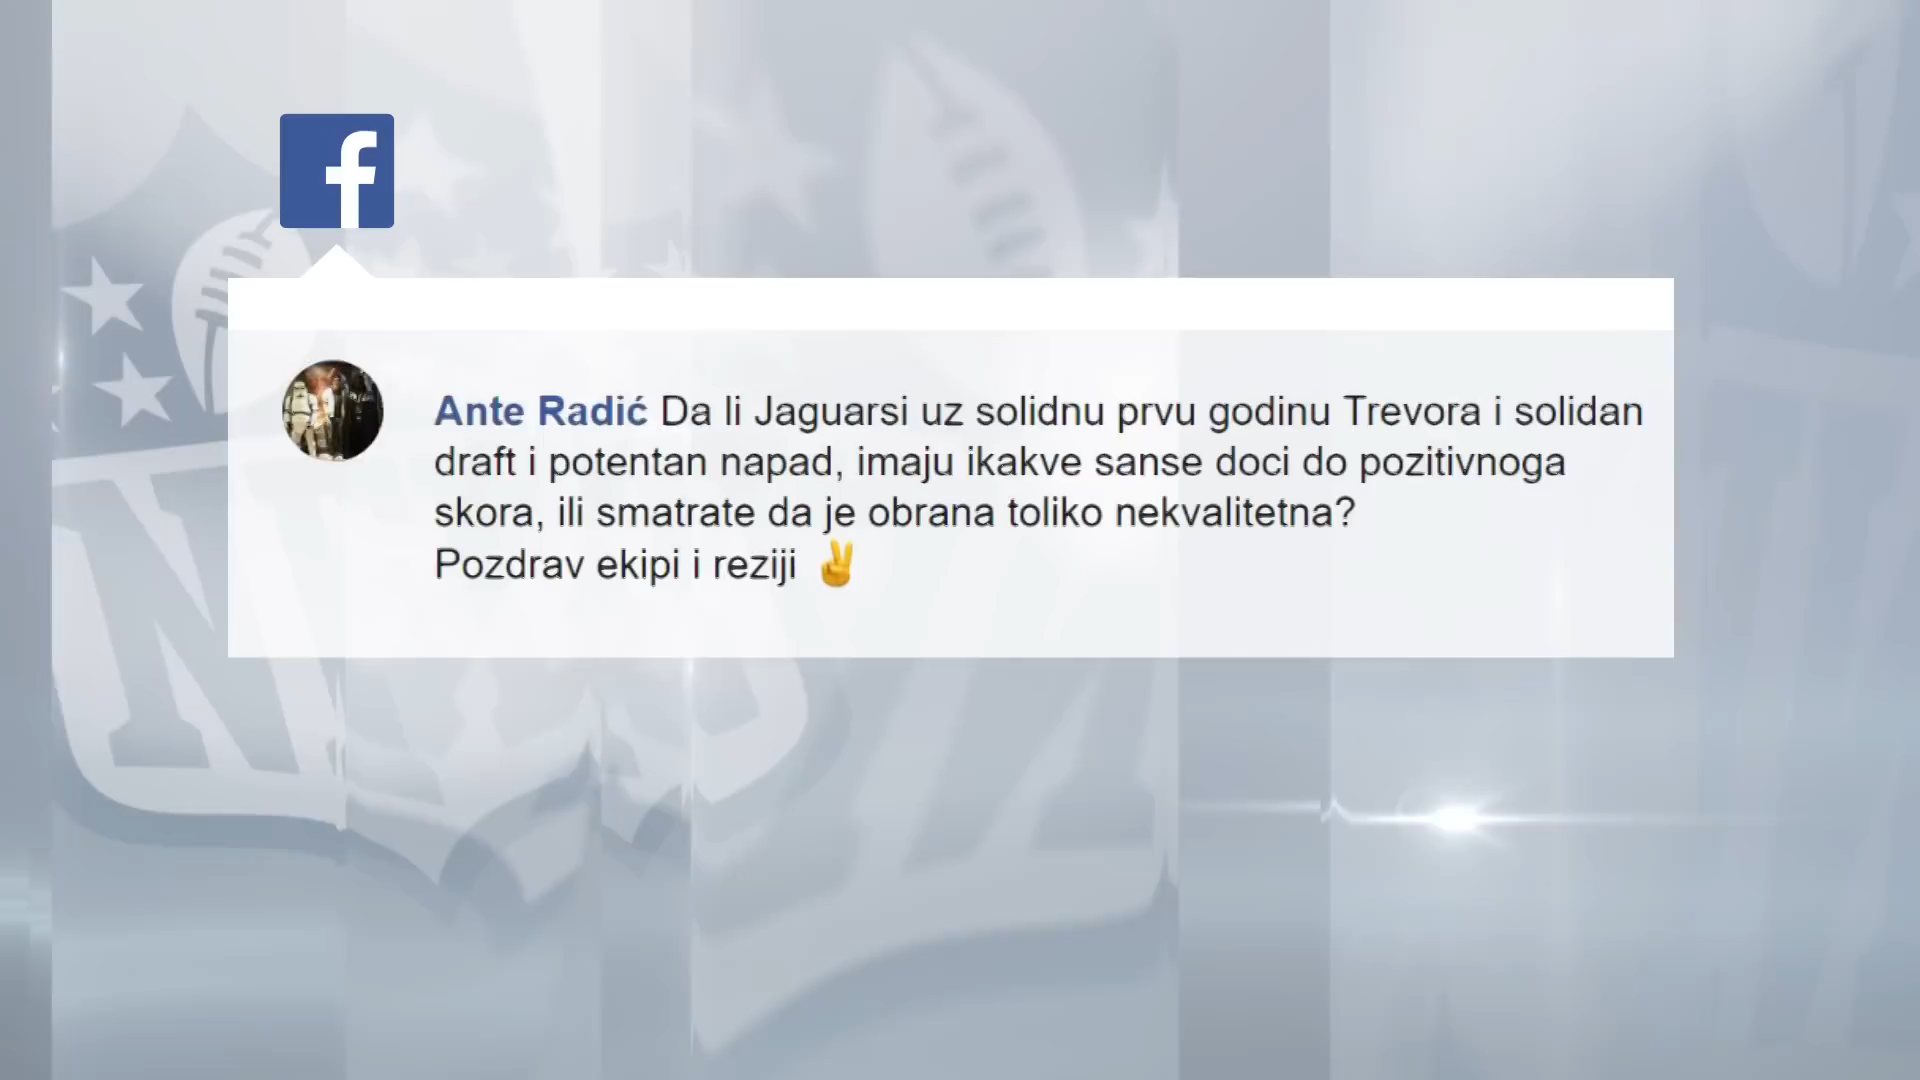 f
Ante Radić Da li Jaguarsi uz solidnu prvu godinu Trevora i solidan
draft i potentan napad, imaju ikakve sanse doci do pozitivnoga
skora, ili smatrate da je obrana toliko nekvalitetna?
Pozdrav ekipi i reziji ✌